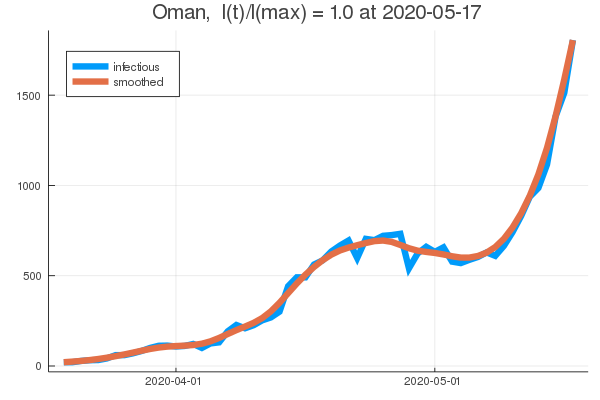 Oman, I(t)/I(max) = 1.0 at 2020-05-17
infectious
smoothed
1500
1000
500
0
2020-04-01 2020-05-01